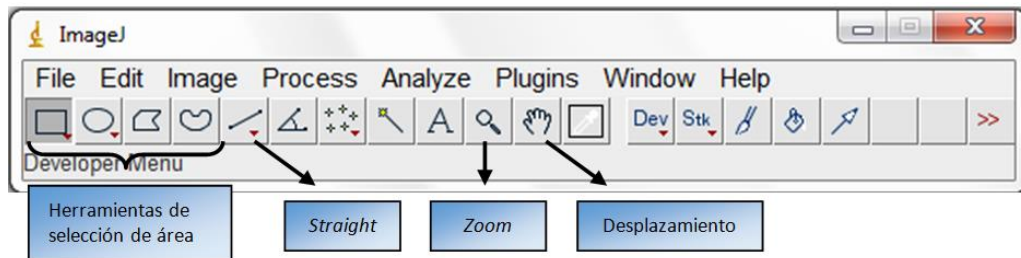 ImageJ
File Edit Image Process Analyze Plugins Window Help
A Dev Stk >>
Developer Menu
Herramientas de
selección de área
Straight
Zoom
Desplazamiento